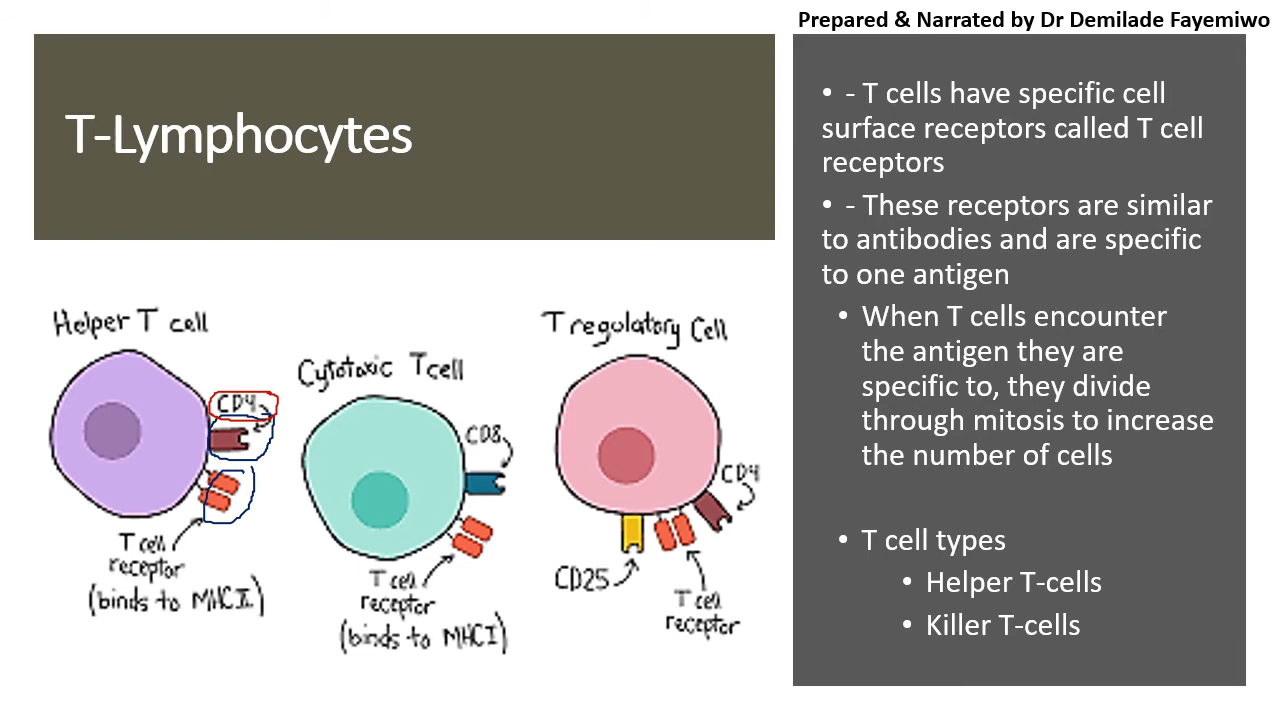 Prepared & Narrated by Dr Demilade Fayemiwo
T-Lymphocytes
• - T cells have specific cell
surface receptors called T cell
receptors
• - These receptors are similar
to antibodies and are specific
to one antigen
• When T cells encounter
the antigen they are
specific to, they divide
through mitosis to increase
the number of cells
• T cell types
• Helper T-cells
• Killer T-cells
Helper T cell
CD4
T cell
receptor
(binds to MHC II)
Cytotoxic T cell
CD8
T cell
receptor
(binds to MHC I)
T regulatory Cell
CD4
CD25
T cell
receptor